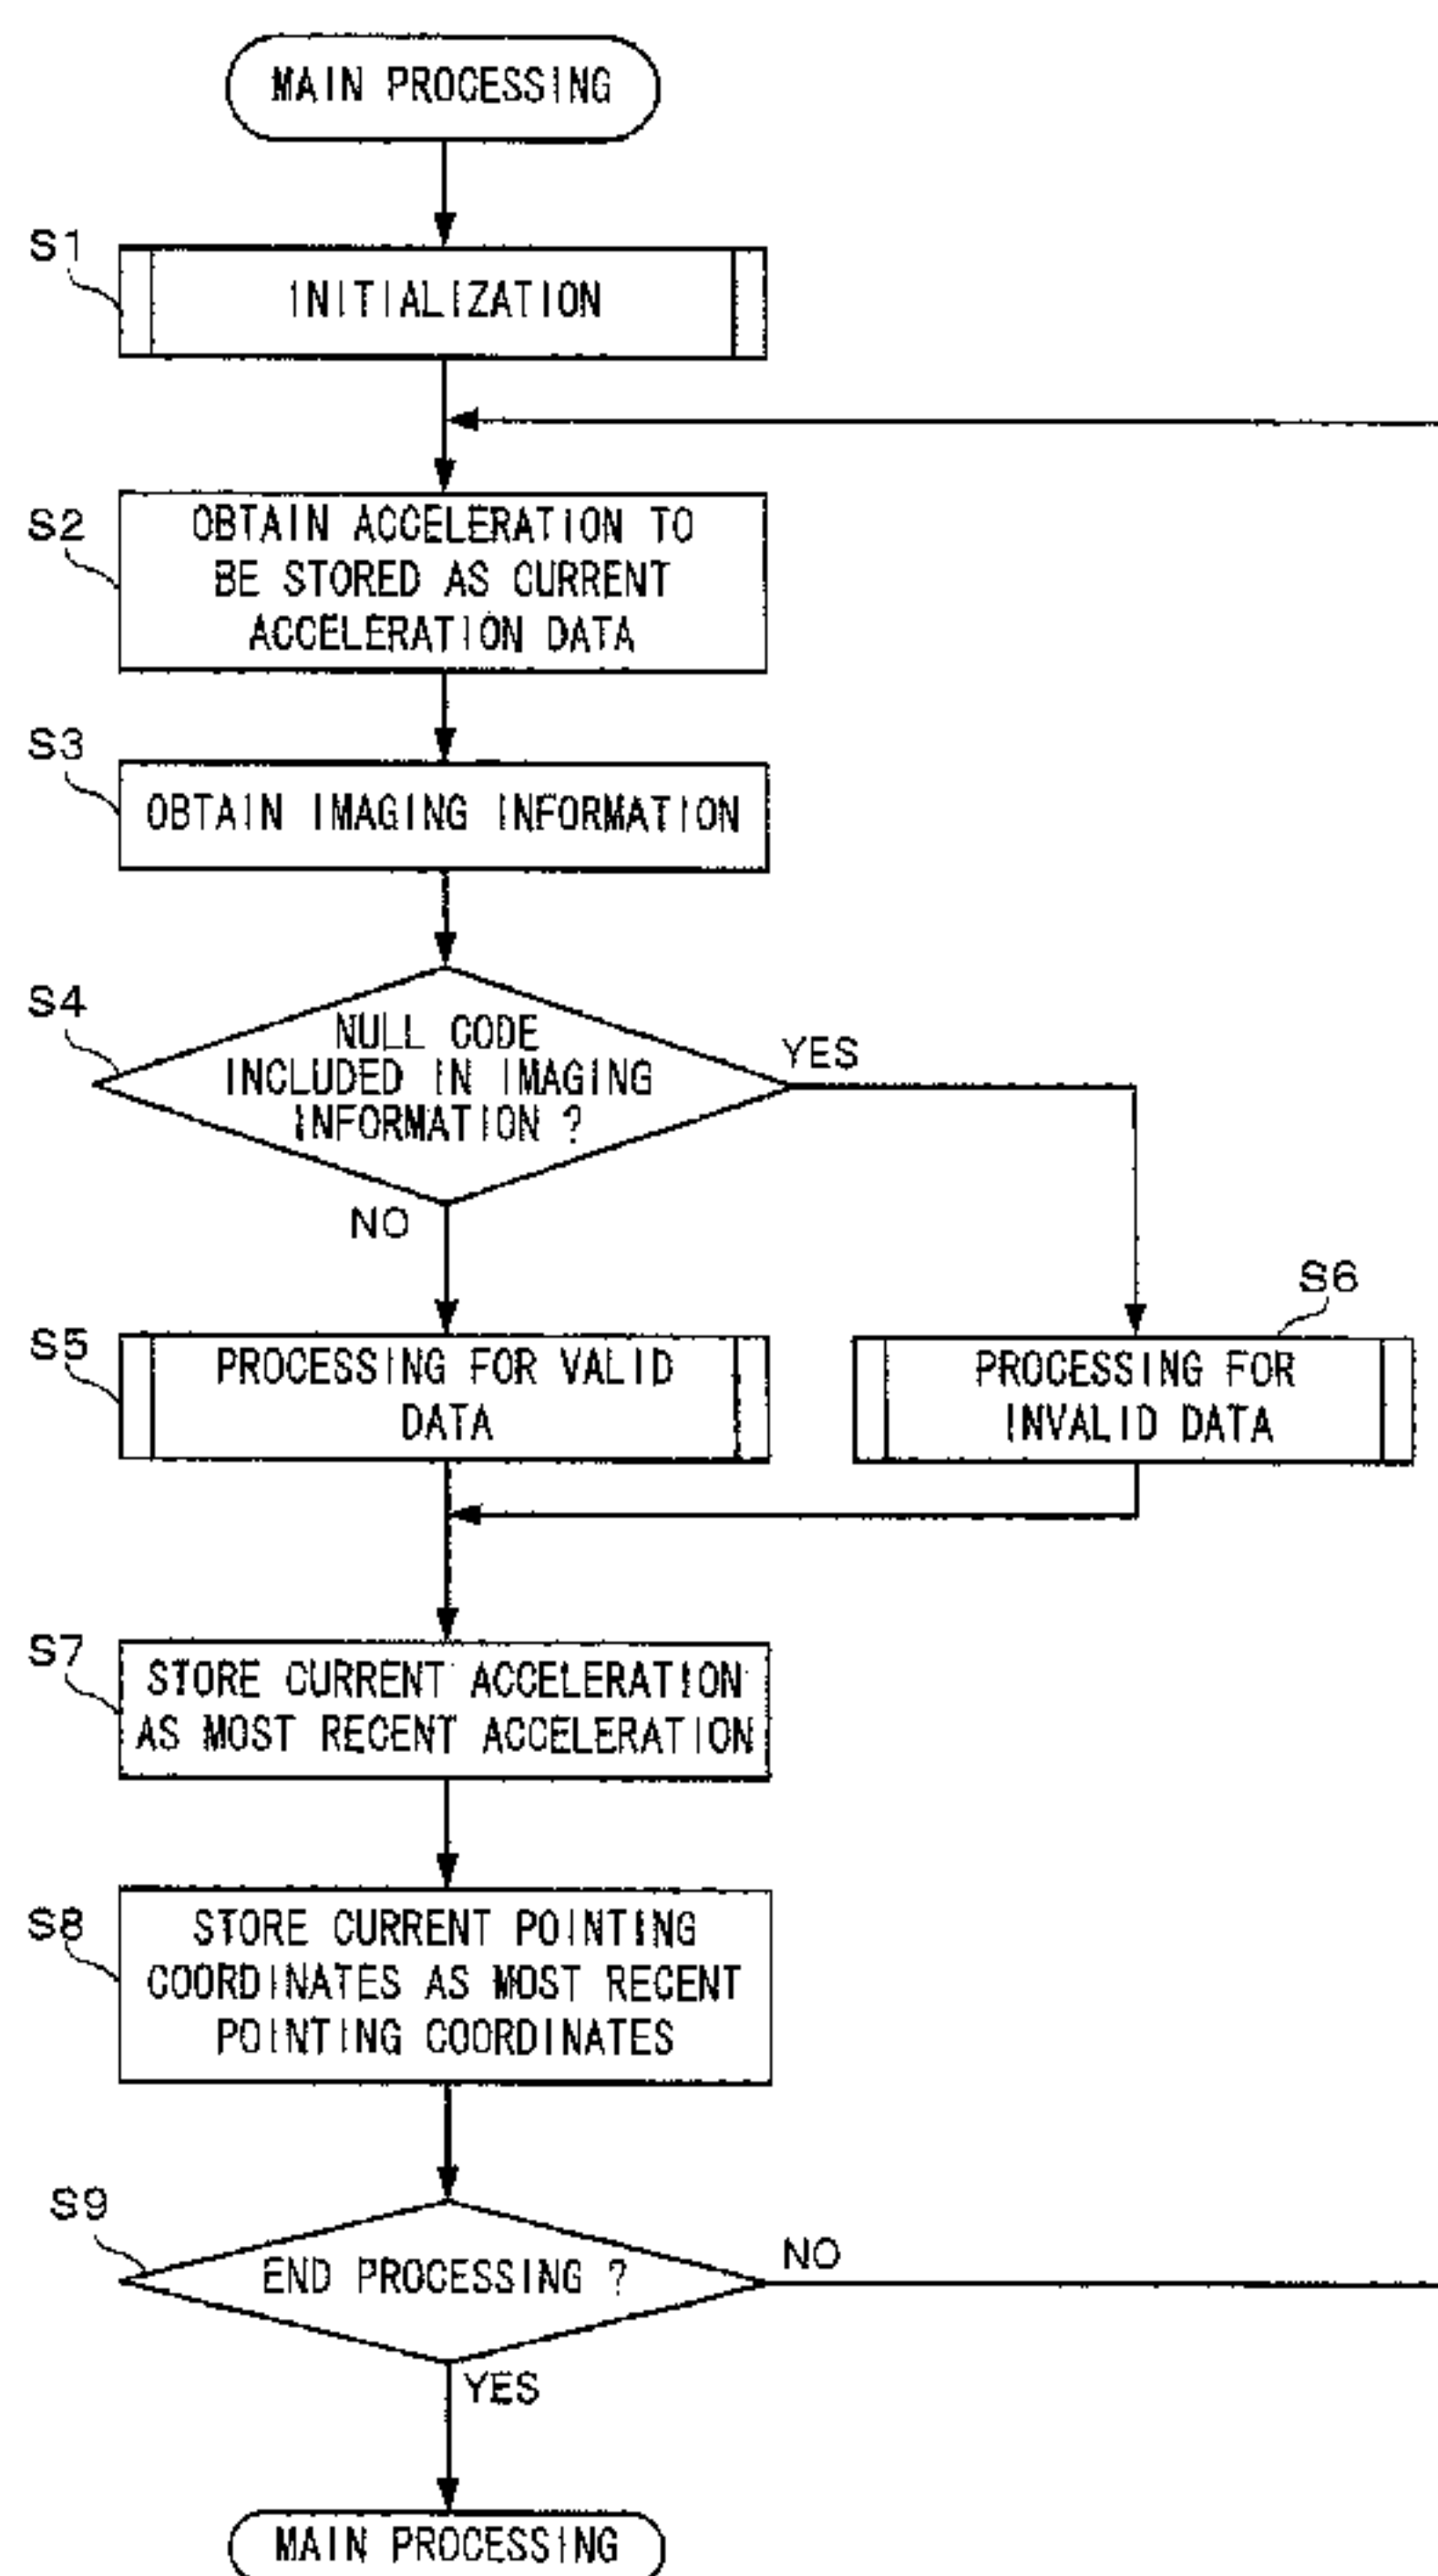 MAIN PROCESSING
S1
INITIALIZATION
S2
OBTAIN ACCELERATION TO
BE STORED AS CURRENT
ACCELERATION DATA
S3
OBTAIN IMAGING INFORMATION
S4
NULL CODE
INCLUDED IN IMAGING
INFORMATION ?
YES
NO
S5
PROCESSING FOR VALID
DATA
S6
PROCESSING FOR
INVALID DATA
S7
STORE CURRENT ACCELERATION
AS MOST RECENT ACCELERATION
S8
STORE CURRENT POINTING
COORDINATES AS MOST RECENT
POINTING COORDINATES
S9
END PROCESSING ?
NO
YES
MAIN PROCESSING